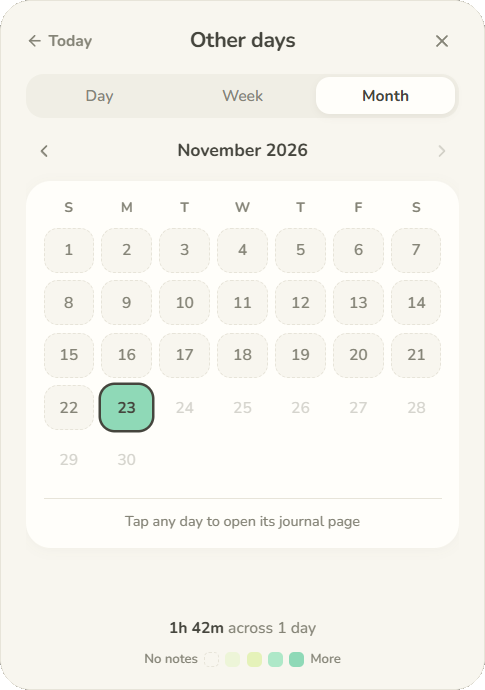 Today Other days
Day Week Month
November 2026
S M T W T F S
1 2 3 4 5 6 7
8 9 10 11 12 13 14
15 16 17 18 19 20 21
22 23 24 25 26 27 28
29 30
Tap any day to open its journal page
1h 42m across 1 day
No notes More